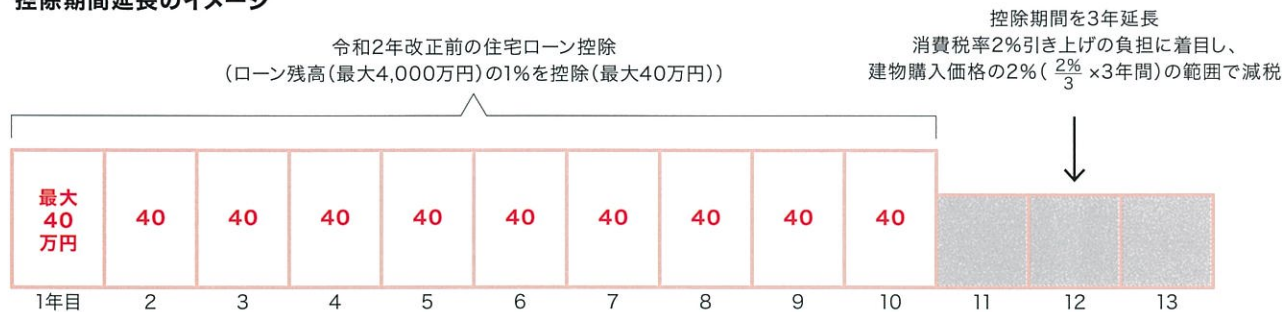 控除期間延長のイメージ
控除期間を3年延長
消費税率2%引き上げの負担に着目し、
建物購入価格の2%( 2%/3 ×3年間)の範囲で減税
令和2年改正前の住宅ローン控除
(ローン残高(最大4,000万円)の1%を控除(最大40万円))
最大
40
万円
40 40 40 40 40 40 40 40 40
1年目 2 3 4 5 6 7 8 9 10 11 12 13